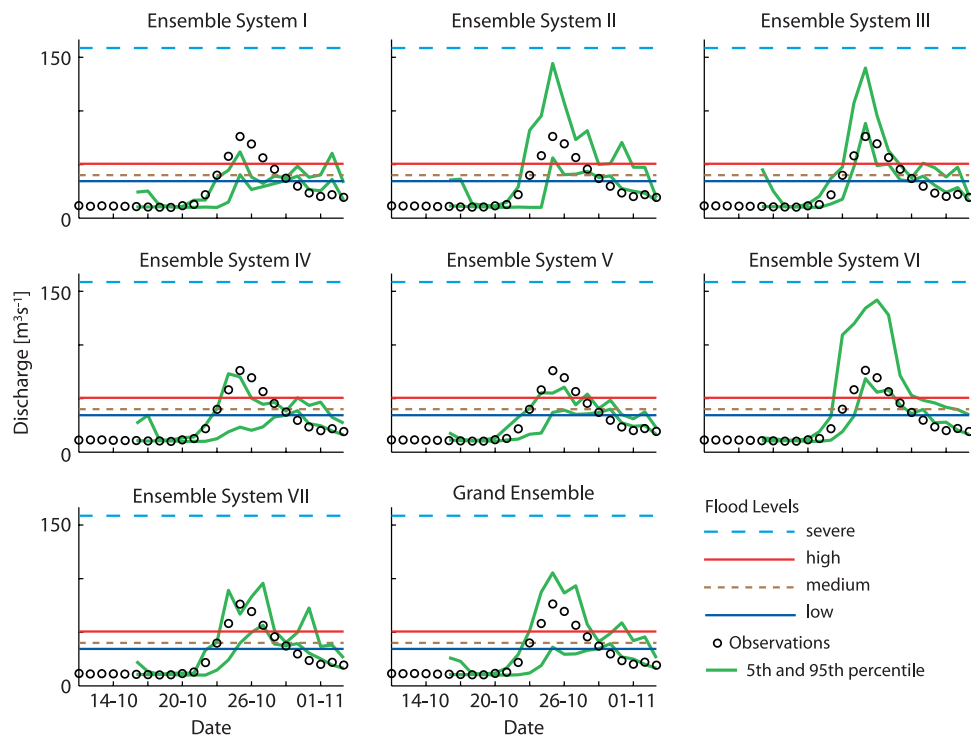 Ensemble System I
Ensemble System II
Ensemble System III
150
0
Ensemble System IV
Ensemble System V
Ensemble System VI
150
0
Discharge [m³s⁻¹]
Ensemble System VII
Grand Ensemble
150
0
14-10 20-10 26-10 01-11
14-10 20-10 26-10 01-11
Date
Date
Flood Levels
severe
high
medium
low
Observations
5th and 95th percentile